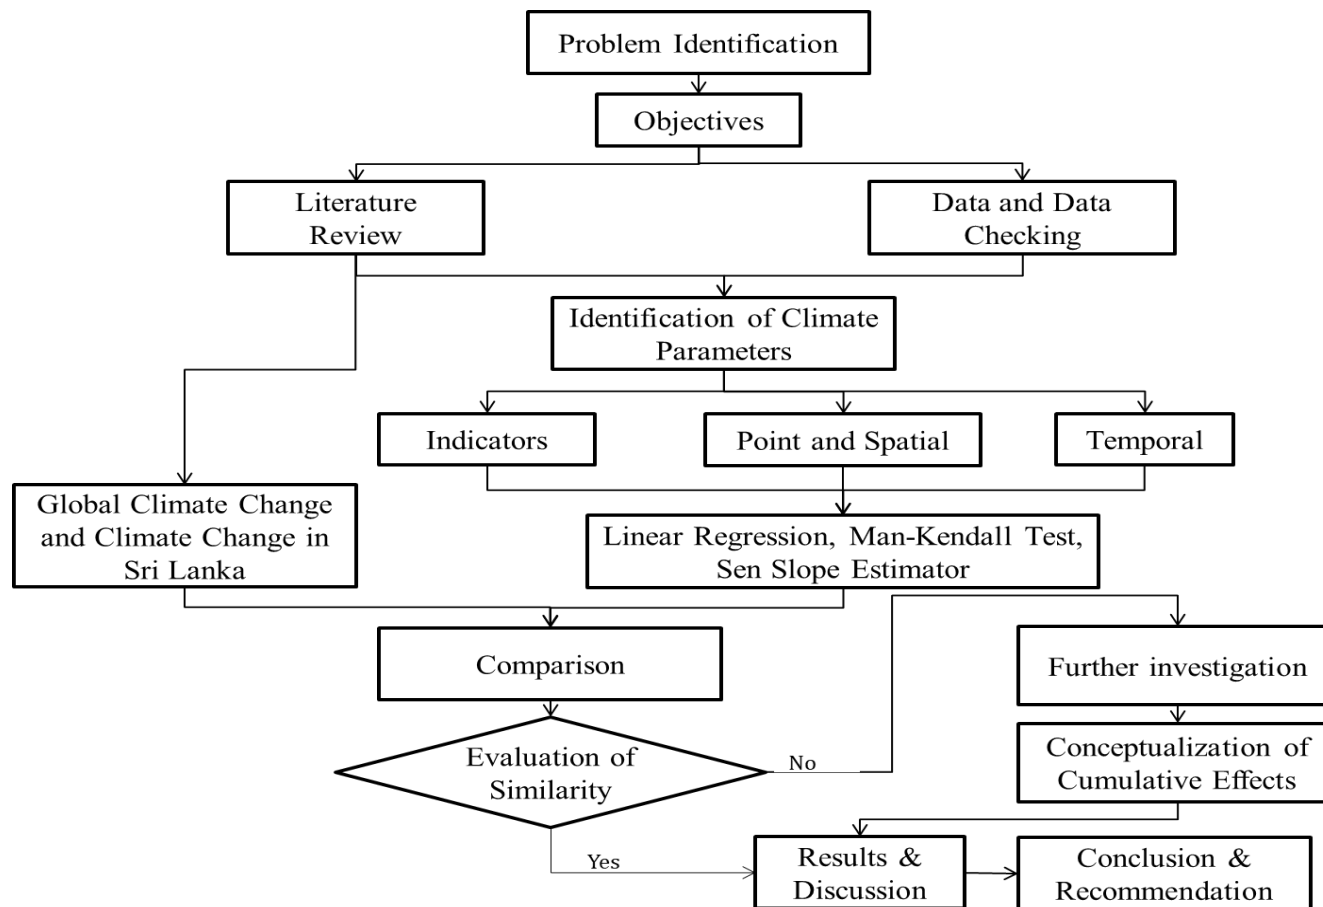 Problem Identification
Objectives
Literature
Review
Data and Data
Checking
Identification of Climate
Parameters
Indicators
Point and Spatial
Temporal
Global Climate Change
and Climate Change in
Sri Lanka
Linear Regression, Man-Kendall Test,
Sen Slope Estimator
Comparison
Further investigation
Evaluation of
Similarity
No
Conceptualization of
Cumulative Effects
Yes
Results &
Discussion
Conclusion &
Recommendation